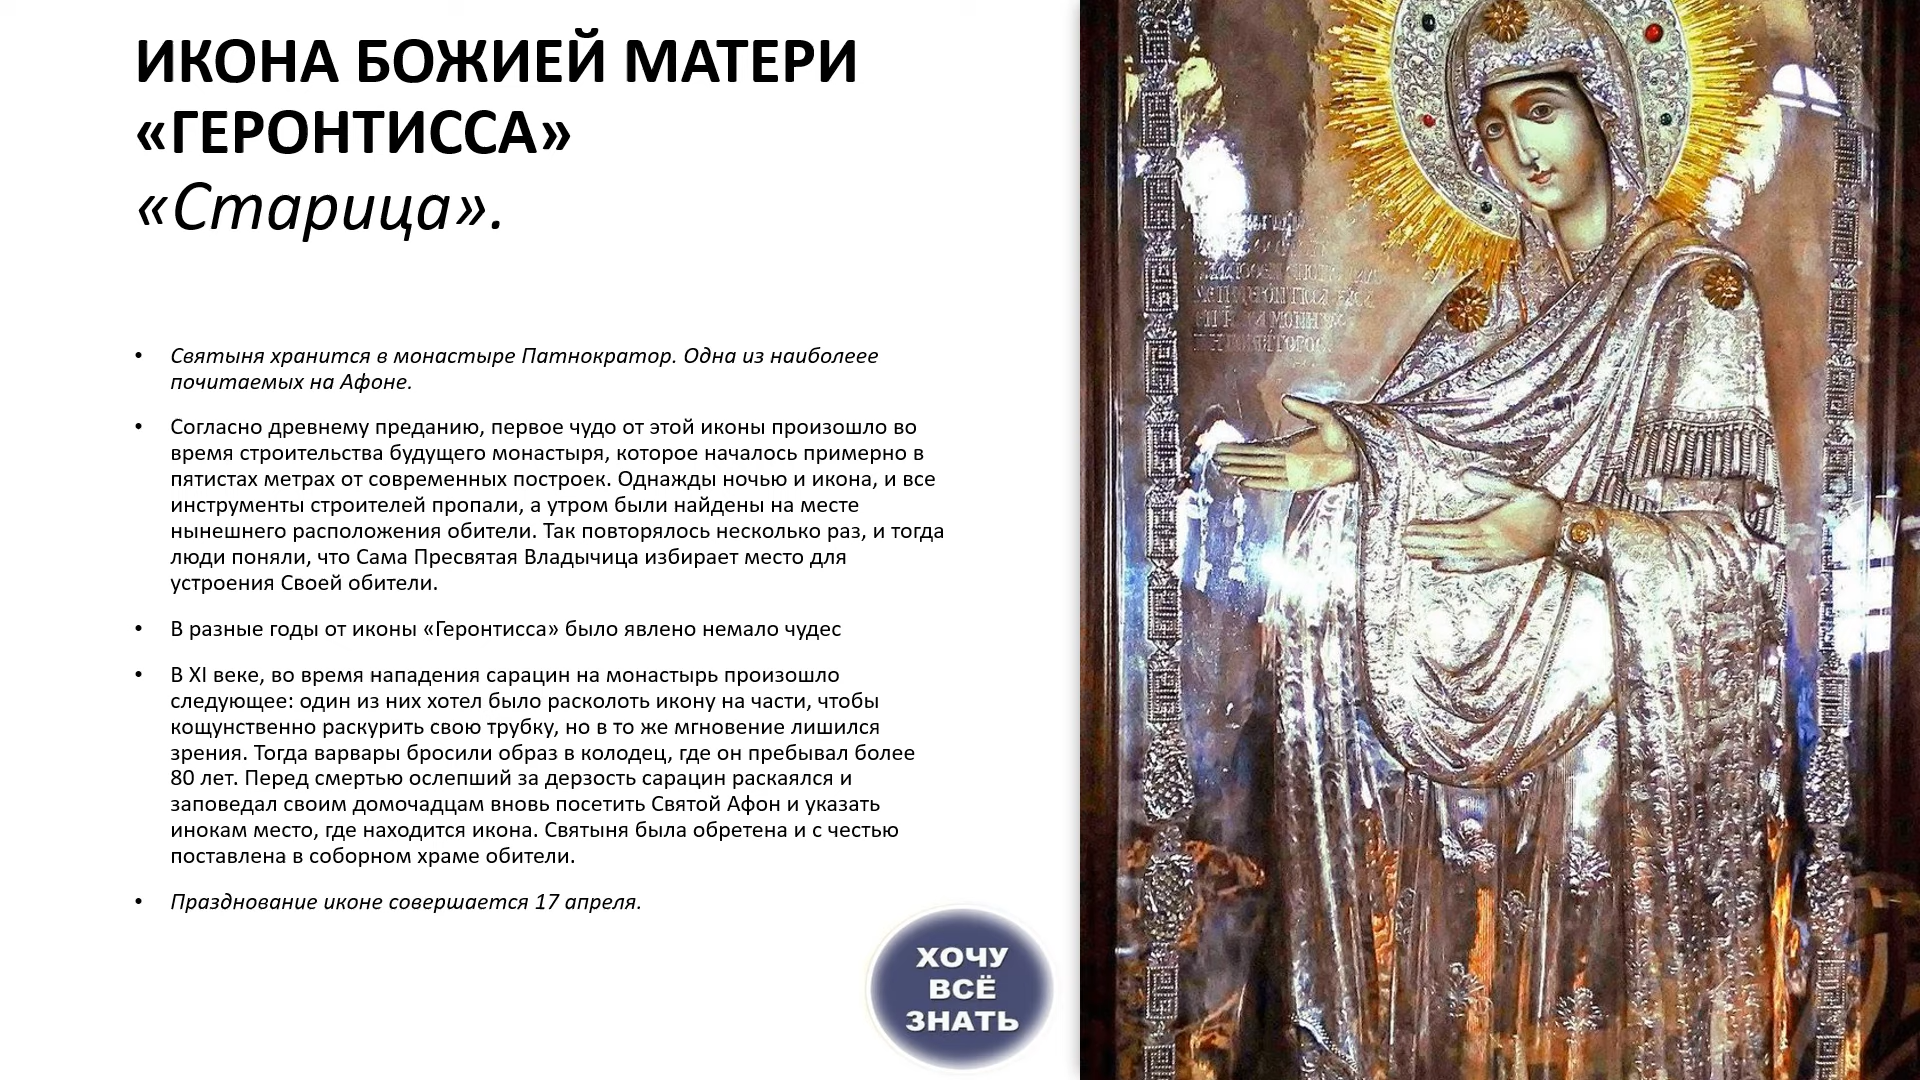 ИКОНА БОЖИЕЙ МАТЕРИ
«ГЕРОНТИССА»
«Старица».
• Святыня хранится в монастыре Патнократор. Одна из наиболеее
почитаемых на Афоне.
• Согласно древнему преданию, первое чудо от этой иконы произошло во
время строительства будущего монастыря, которое началось примерно в
пятистах метрах от современных построек. Однажды ночью и икона, и все
инструменты строителей пропали, а утром были найдены на месте
нынешнего расположения обители. Так повторялось несколько раз, и тогда
люди поняли, что Сама Пресвятая Владычица избирает место для
устроения Своей обители.
• В разные годы от иконы «Геронтисса» было явлено немало чудес
• В XI веке, во время нападения сарацин на монастырь произошло
следующее: один из них хотел было расколоть икону на части, чтобы
кощунственно раскурить свою трубку, но в то же мгновение лишился
зрения. Тогда варвары бросили образ в колодец, где он пребывал более
80 лет. Перед смертью ослепший за дерзость сарацин раскаялся и
заповедал своим домочадцам вновь посетить Святой Афон и указать
инокам место, где находится икона. Святыня была обретена и с честью
поставлена в соборном храме обители.
• Празднование иконе совершается 17 апреля.
ХОЧУ
ВСЁ
ЗНАТЬ